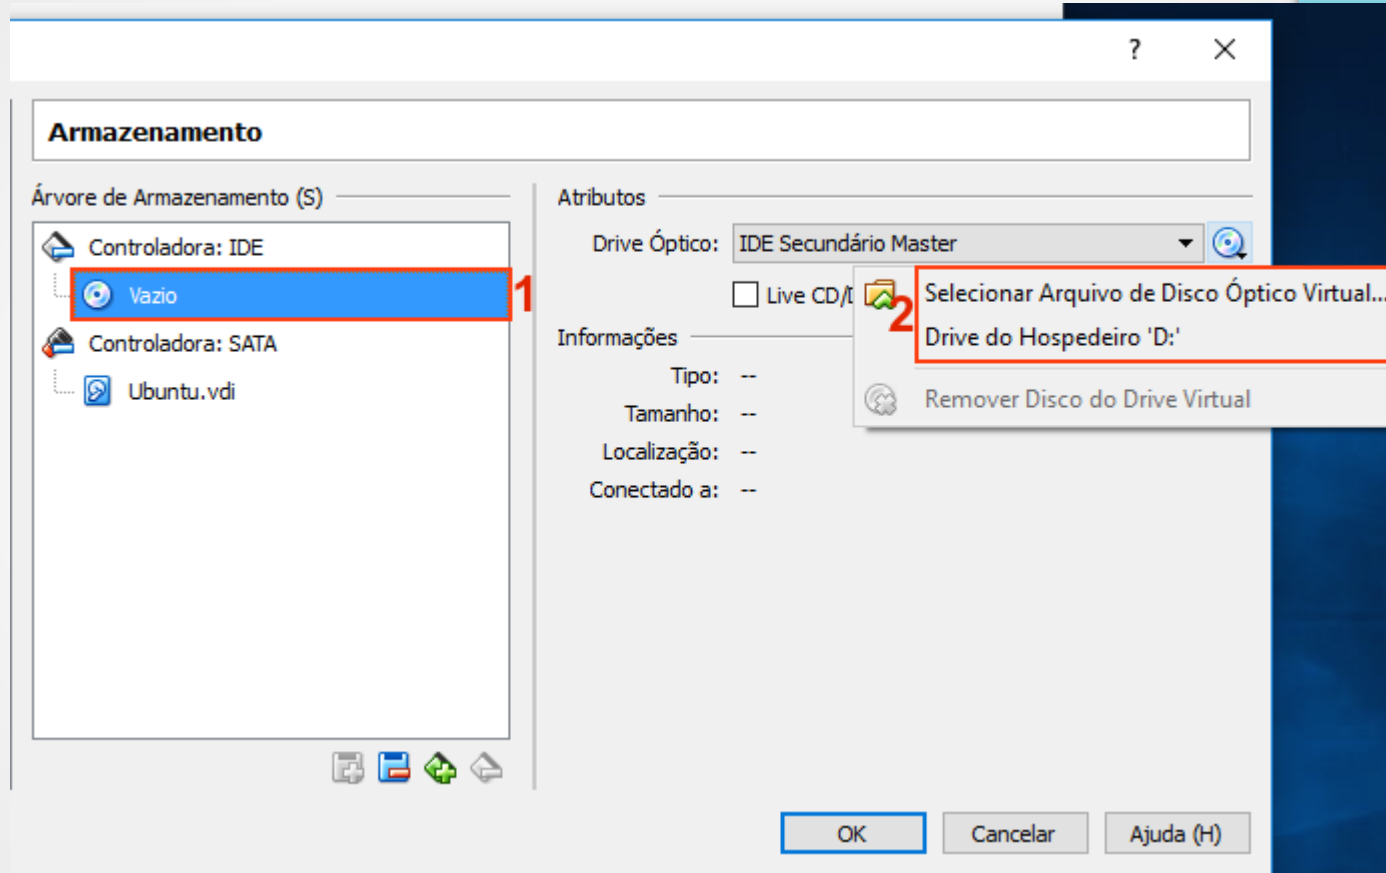 ?
Armazenamento
Árvore de Armazenamento (S)
Controladora: IDE
Vazio
1
Controladora: SATA
Ubuntu.vdi
Atributos
Drive Óptico: IDE Secundário Master
Live CD/
2
Selecionar Arquivo de Disco Óptico Virtual...
Drive do Hospedeiro 'D:'
Remover Disco do Drive Virtual
Informações
Tipo: --
Tamanho: --
Localização: --
Conectado a: --
OK
Cancelar
Ajuda (H)